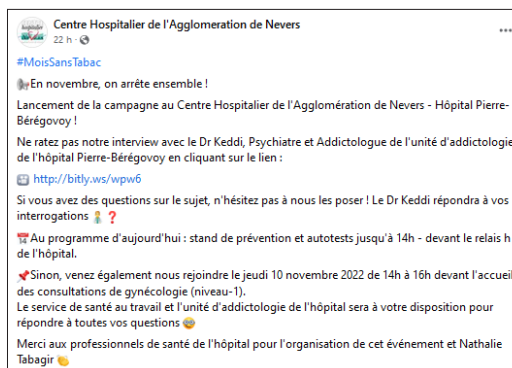 Centre Hospitalier de l'Agglomeration de Nevers
22 h
#MoisSansTabac
En novembre, on arrête ensemble !
Lancement de la campagne au Centre Hospitalier de l'Agglomération de Nevers - Hôpital Pierre-
Bérégovoy !
Ne ratez pas notre interview avec le Dr Keddi, Psychiatre et Addictologue de l'unité d'addictologie
de l'hôpital Pierre-Bérégovoy en cliquant sur le lien :
http://bitly.ws/wpw6
Si vous avez des questions sur le sujet, n'hésitez pas à nous les poser ! Le Dr Keddi répondra à vos
interrogations ❓
Au programme d'aujourd'hui : stand de prévention et autotests jusqu'à 14h - devant le relais h
de l'hôpital.
📌Sinon, venez également nous rejoindre le jeudi 10 novembre 2022 de 14h à 16h devant l'accueil
des consultations de gynécologie (niveau-1).
Le service de santé au travail et l'unité d'addictologie de l'hôpital sera à votre disposition pour
répondre à toutes vos questions
Merci aux professionnels de santé de l'hôpital pour l'organisation de cet événement et Nathalie
Tabagir 👏